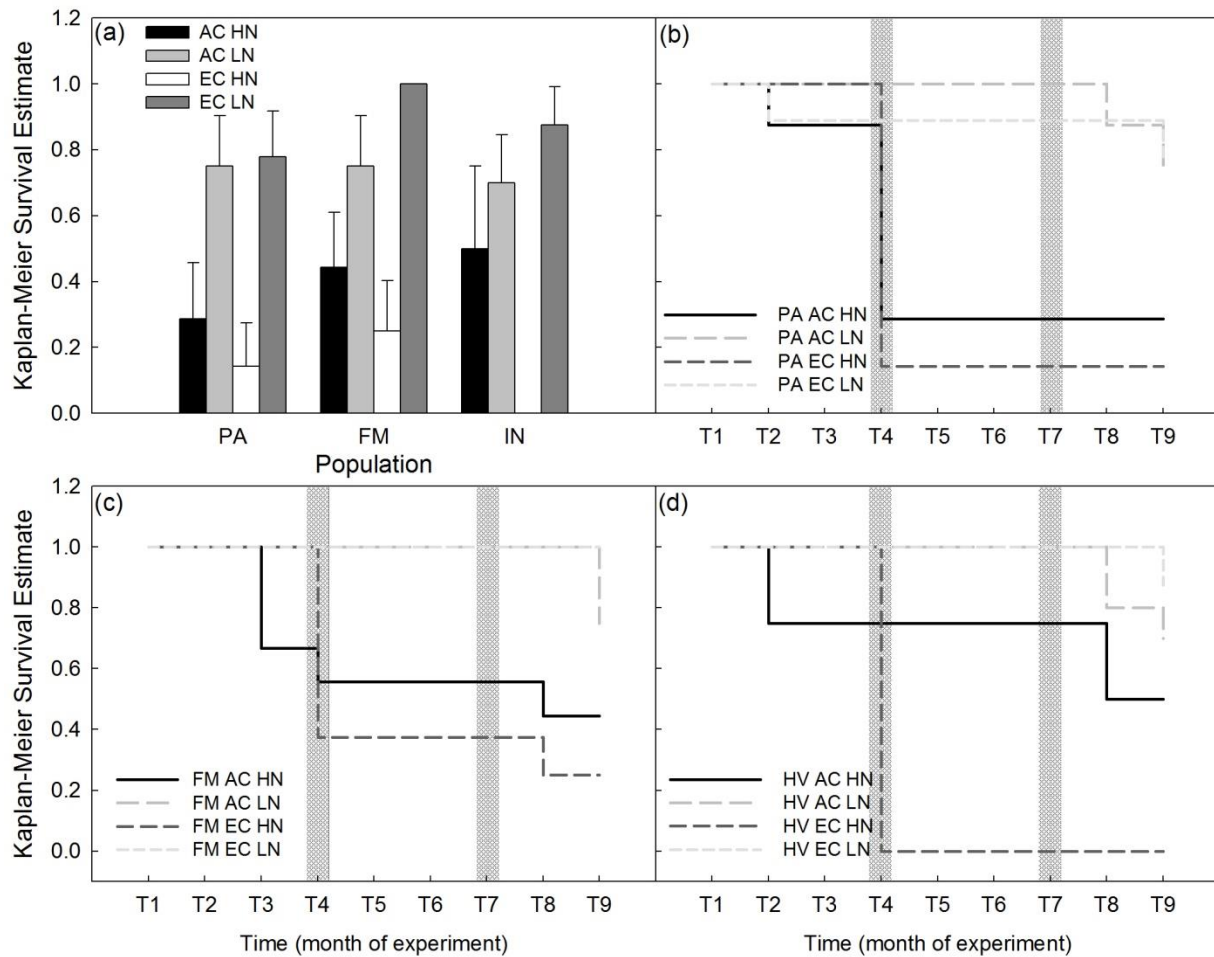 (a)
AC HN
AC LN
EC HN
EC LN
Kaplan-Meier Survival Estimate
1.2
1.0
0.8
0.6
0.4
0.2
0.0
PA FM IN
Population
(b)
PA AC HN
PA AC LN
PA EC HN
PA EC LN
T1 T2 T3 T4 T5 T6 T7 T8 T9
(c)
Kaplan-Meier Survival Estimate
1.2
1.0
0.8
0.6
0.4
0.2
0.0
FM AC HN
FM AC LN
FM EC HN
FM EC LN
T1 T2 T3 T4 T5 T6 T7 T8 T9
Time (month of experiment)
(d)
HV AC HN
HV AC LN
HV EC HN
HV EC LN
T1 T2 T3 T4 T5 T6 T7 T8 T9
Time (month of experiment)